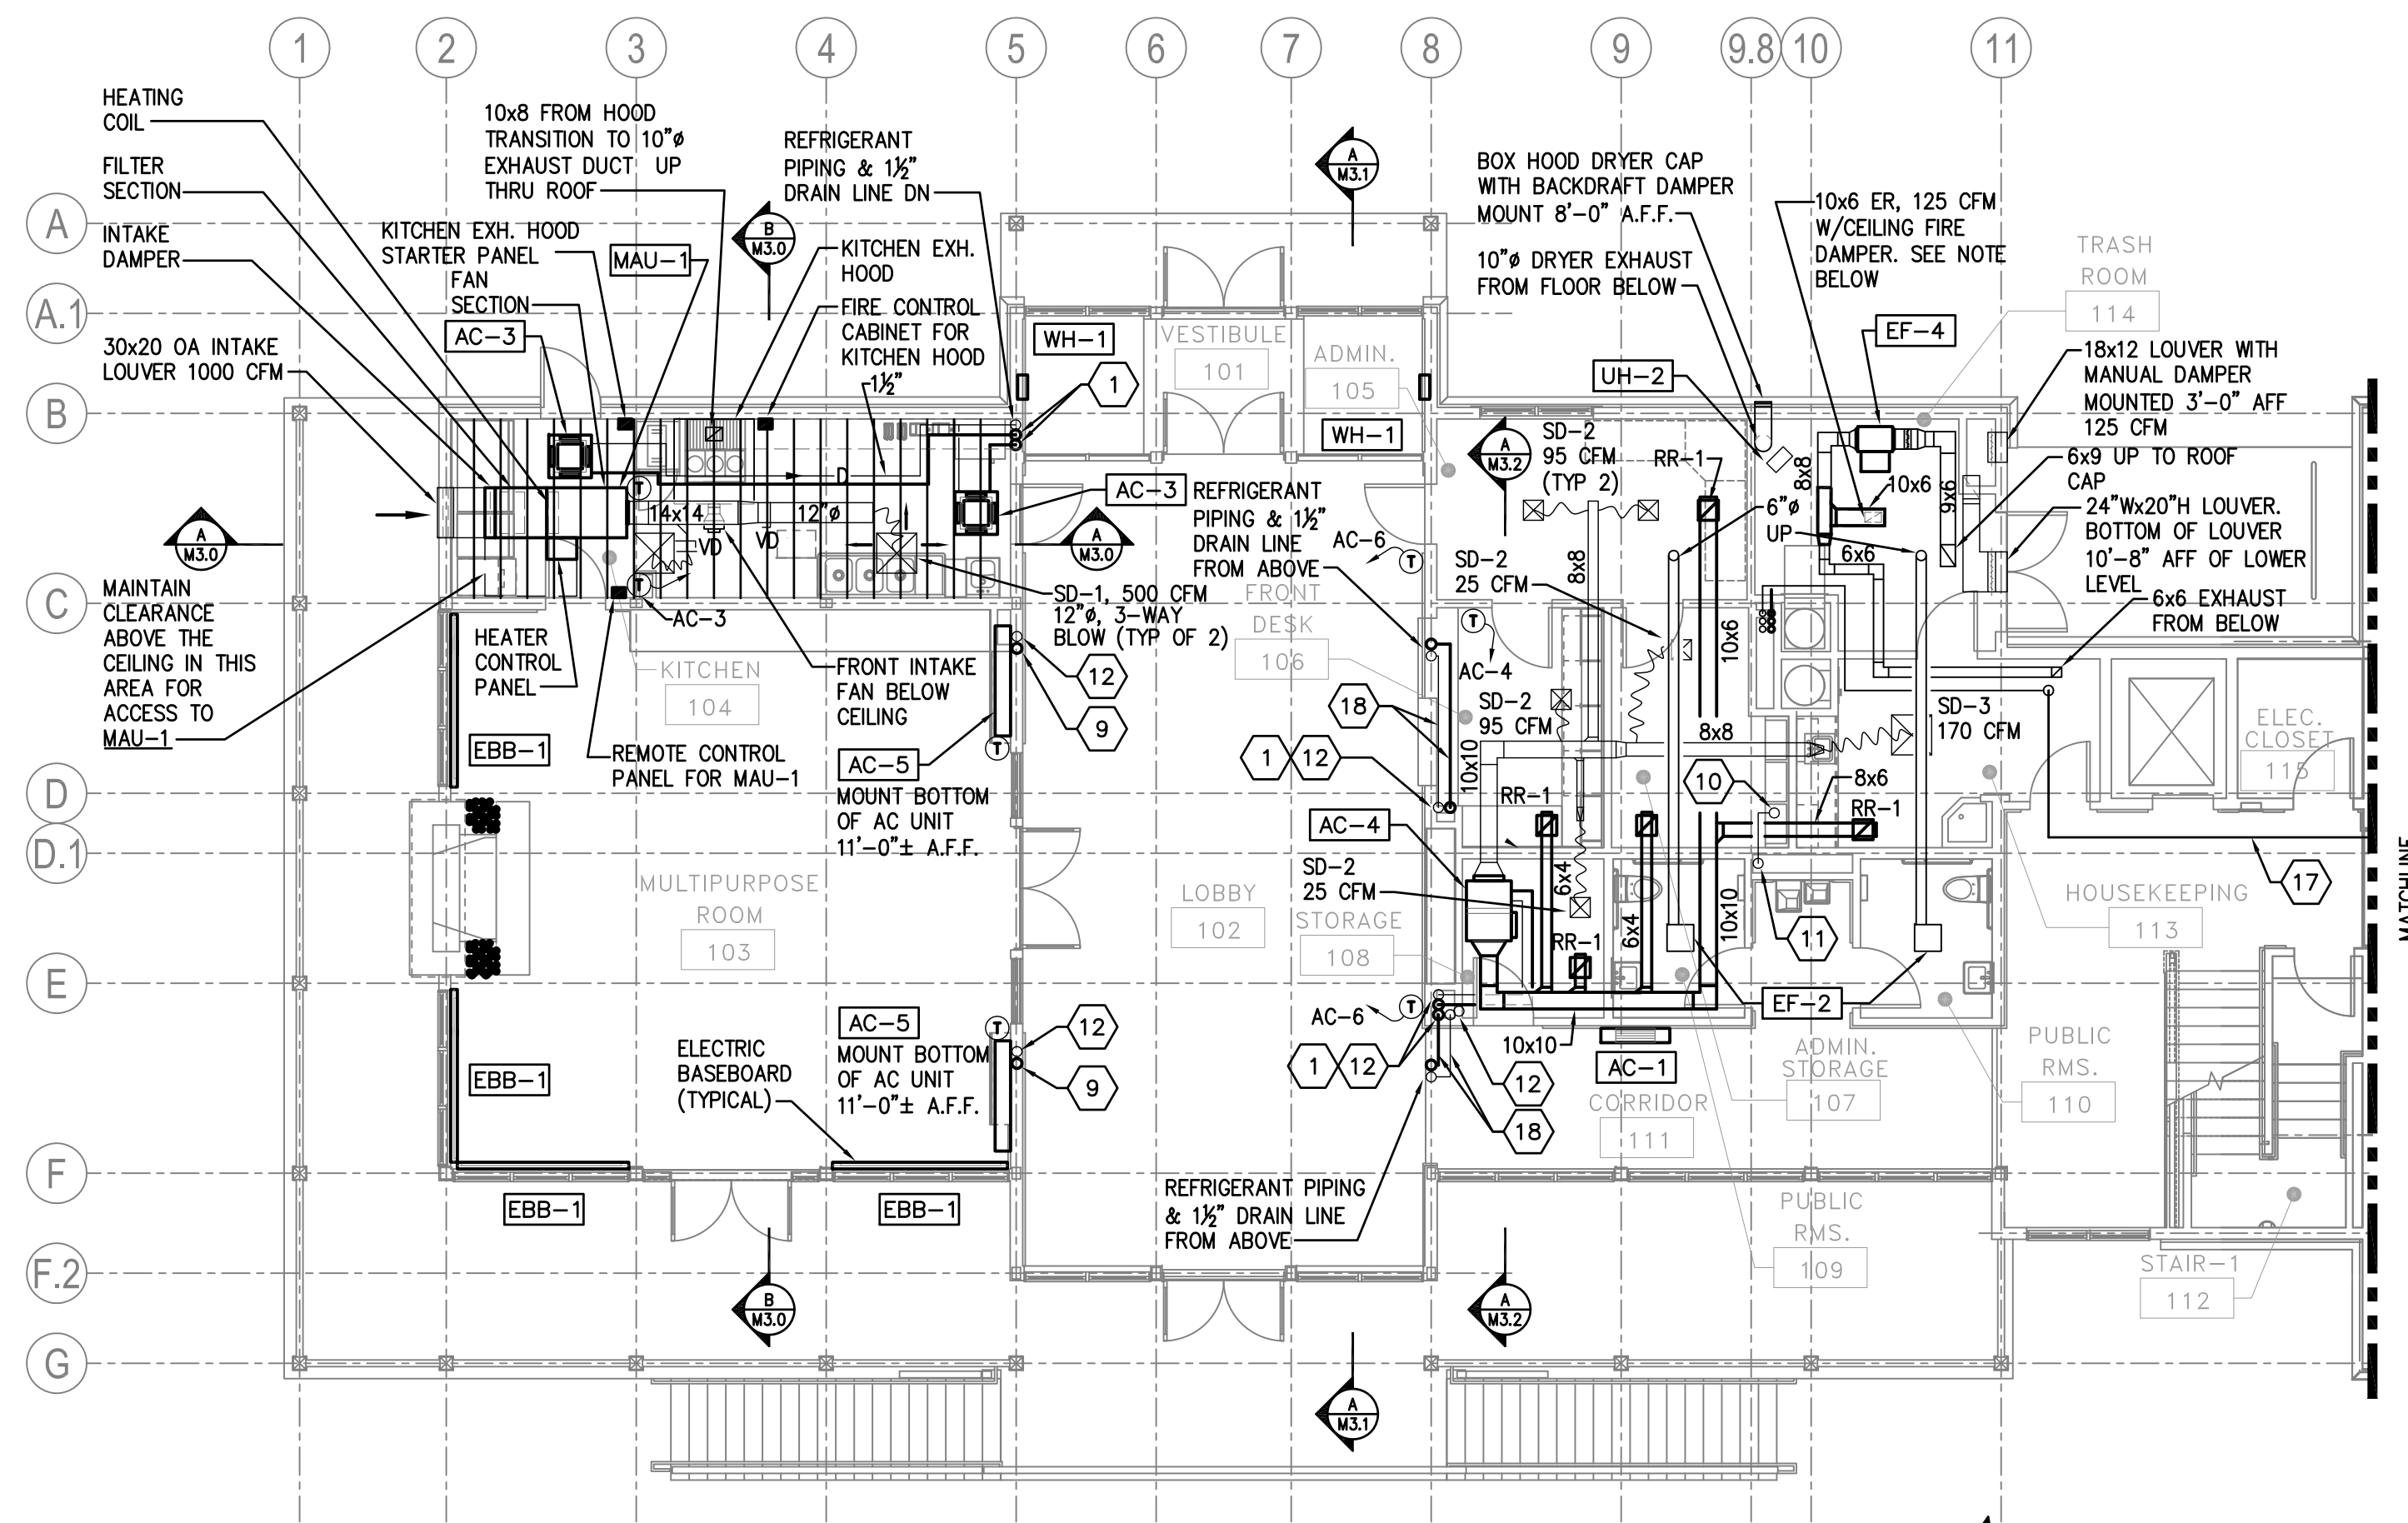 1
2
3
4
5
6
7
8
9
9.8
10
11
A
A.1
B
C
D
D.1
E
F
F.2
G
HEATING
COIL
FILTER
SECTION
INTAKE
DAMPER
30x20 OA INTAKE
LOUVER 1000 CFM
10x8 FROM HOOD
TRANSITION TO 10"ø
EXHAUST DUCT UP
THRU ROOF
KITCHEN EXH. HOOD
STARTER PANEL
FAN
SECTION
AC-3
MAU-1
B
M3.0
REFRIGERANT
PIPING & 1½"
DRAIN LINE DN
KITCHEN EXH.
HOOD
FIRE CONTROL
CABINET FOR
KITCHEN HOOD
1½"
A
M3.1
WH-1
1
VESTIBULE
101
ADMIN.
105
WH-1
BOX HOOD DRYER CAP
WITH BACKDRAFT DAMPER
MOUNT 8'-0" A.F.F.
10"ø DRYER EXHAUST
FROM FLOOR BELOW
UH-2
10x6 ER, 125 CFM
W/CEILING FIRE
DAMPER. SEE NOTE
BELOW
TRASH
ROOM
114
EF-4
18x12 LOUVER WITH
MANUAL DAMPER
MOUNTED 3'-0" AFF
125 CFM
6x9 UP TO ROOF
CAP
24"Wx20"H LOUVER.
BOTTOM OF LOUVER
10'-8" AFF OF LOWER
LEVEL
6x6 EXHAUST
FROM BELOW
A
M3.2
SD-2
95 CFM
(TYP 2)
RR-1
6"ø
UP
8x8
10x6
9x6
6x6
A
M3.0
T
14x14
12"ø
VD
VD
D
T
AC-3
AC-3
A
M3.0
REFRIGERANT
PIPING & 1½"
DRAIN LINE
FROM ABOVE
AC-6
T
SD-1, 500 CFM
12"ø, 3-WAY
BLOW (TYP OF 2)
FRONT
DESK
106
T
AC-4
SD-2
25 CFM
8x8
10x6
MAINTAIN
CLEARANCE
ABOVE THE
CEILING IN THIS
AREA FOR
ACCESS TO
MAU-1
HEATER
CONTROL
PANEL
KITCHEN
104
FRONT INTAKE
FAN BELOW
CEILING
12
9
EBB-1
REMOTE CONTROL
PANEL FOR MAU-1
AC-5
T
MOUNT BOTTOM
OF AC UNIT
11'-0"± A.F.F.
18
1
12
SD-2
95 CFM
10x10
8x8
SD-3
170 CFM
10
8x6
RR-1
RR-1
ELEC.
CLOSET
115
17
MATCHLINE
AC-4
SD-2
25 CFM
6x4
6x4
10x10
RR-1
11
MULTIPURPOSE
ROOM
103
LOBBY
102
STORAGE
108
HOUSEKEEPING
113
EF-2
AC-6
T
1
12
12
18
10x10
AC-1
CORRIDOR
111
ADMIN.
STORAGE
107
PUBLIC
RMS.
110
EBB-1
ELECTRIC
BASEBOARD
(TYPICAL)
AC-5
T
MOUNT BOTTOM
OF AC UNIT
11'-0"± A.F.F.
12
9
EBB-1
EBB-1
REFRIGERANT PIPING
& 1½" DRAIN LINE
FROM ABOVE
PUBLIC
RMS.
109
STAIR-1
112
B
M3.0
A
M3.2
A
M3.1